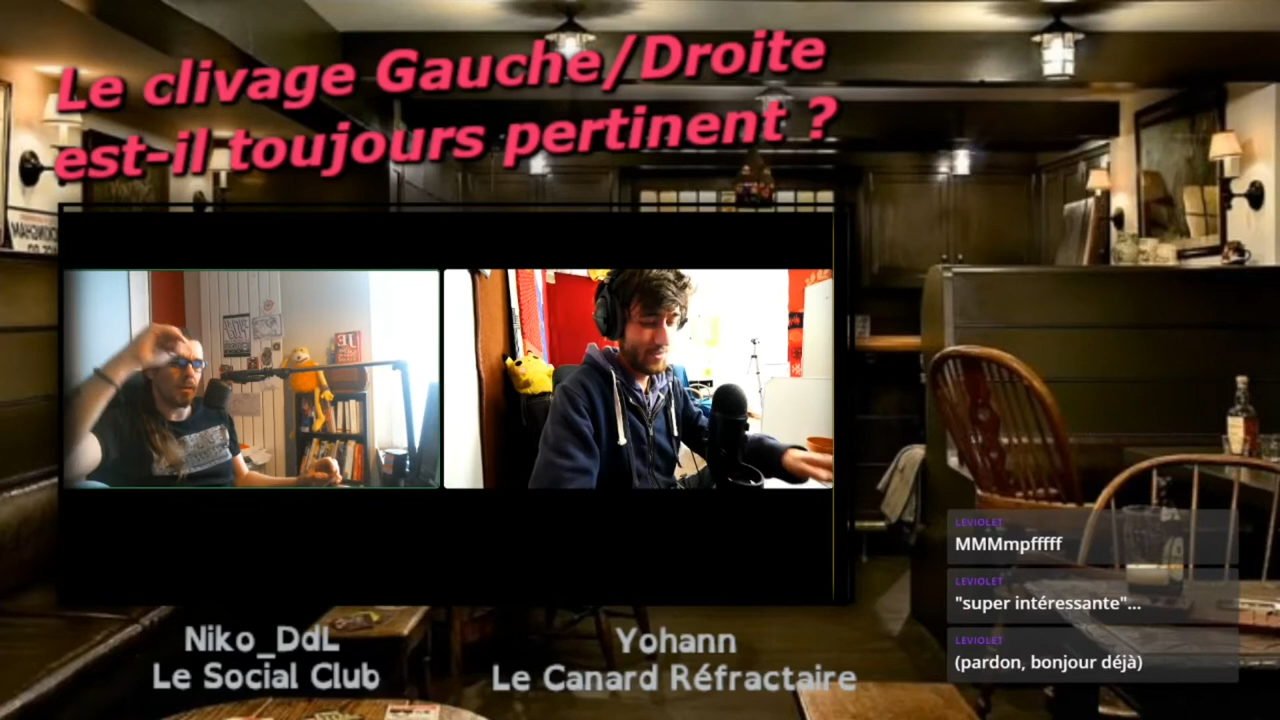 Le clivage Gauche/Droite
est-il toujours pertinent ?
LEVIOLET
MMMmpfffff
LEVIOLET
"super intéressante"...
LEVIOLET
(pardon, bonjour déjà)
Niko_DdL
Le Social Club
Yohann
Le Canard Réfractaire